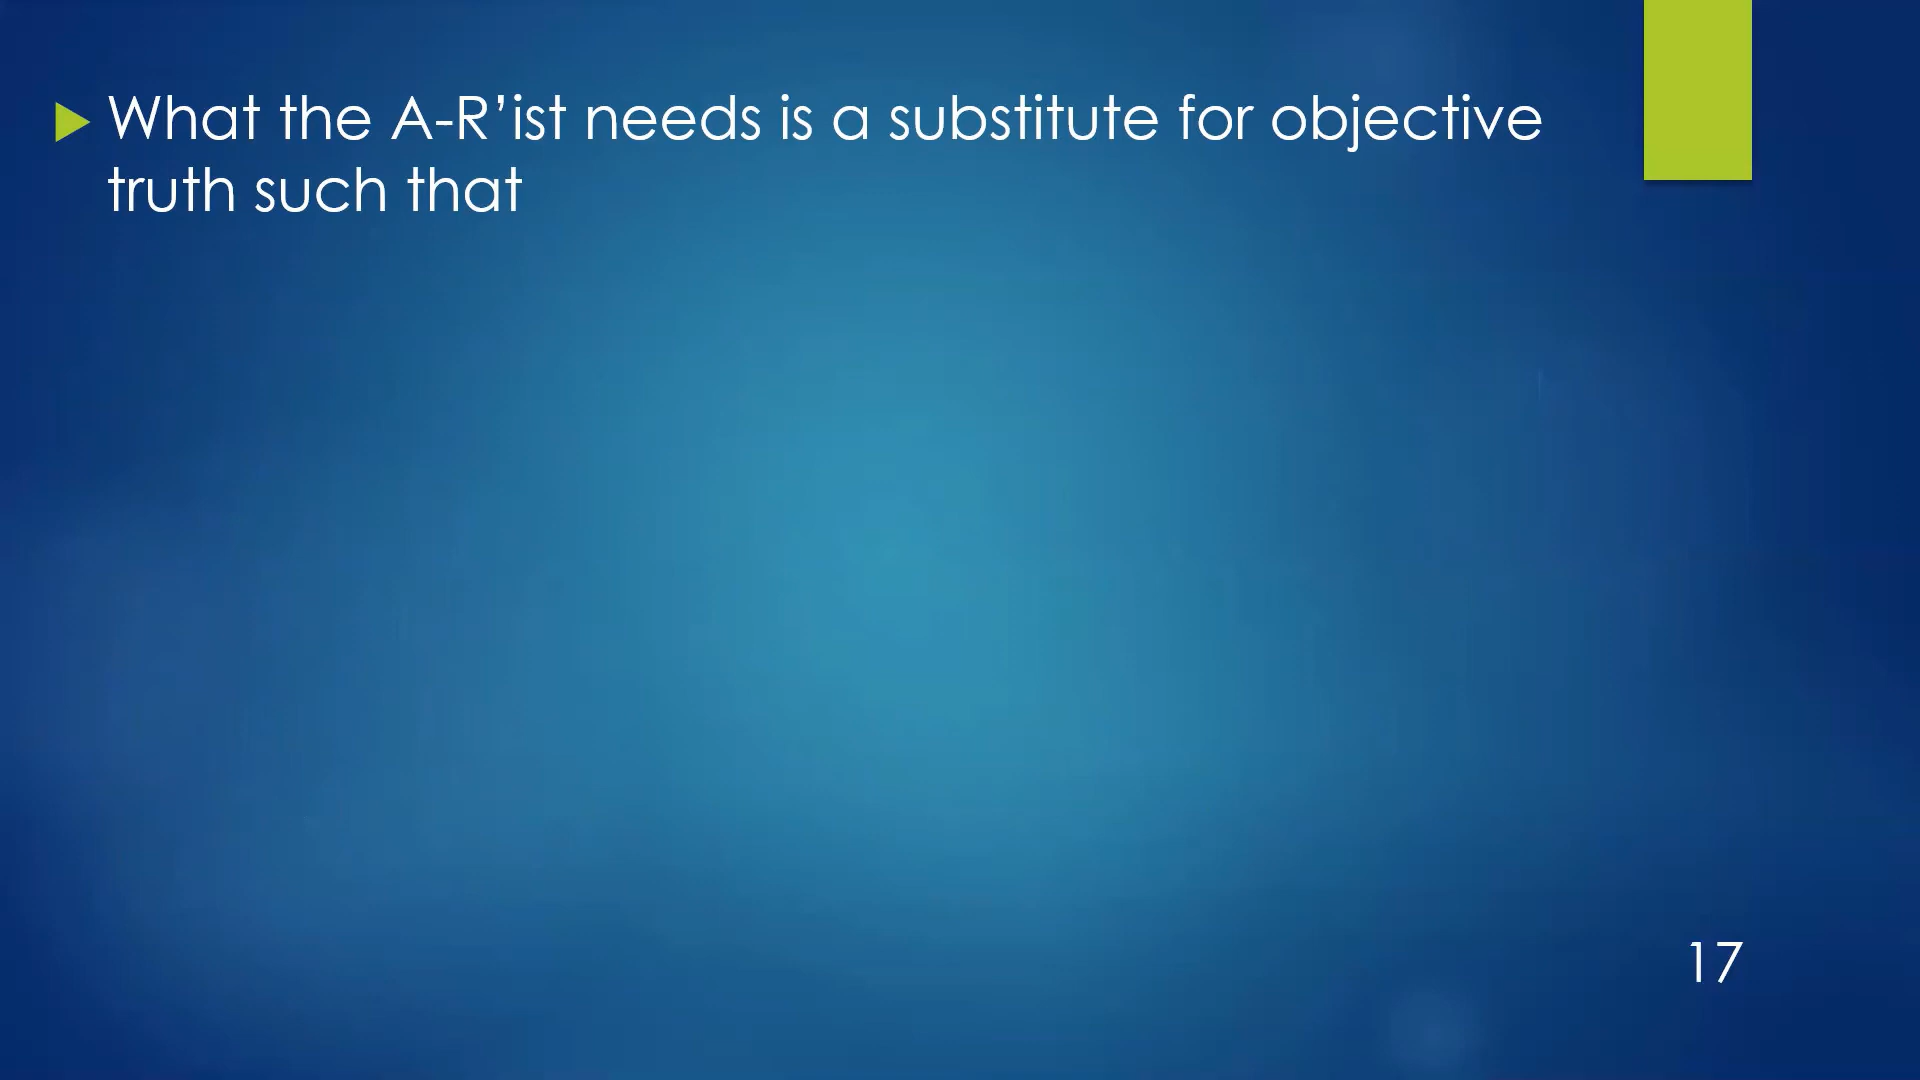 What the A-R’ist needs is a substitute for objective
truth such that
17